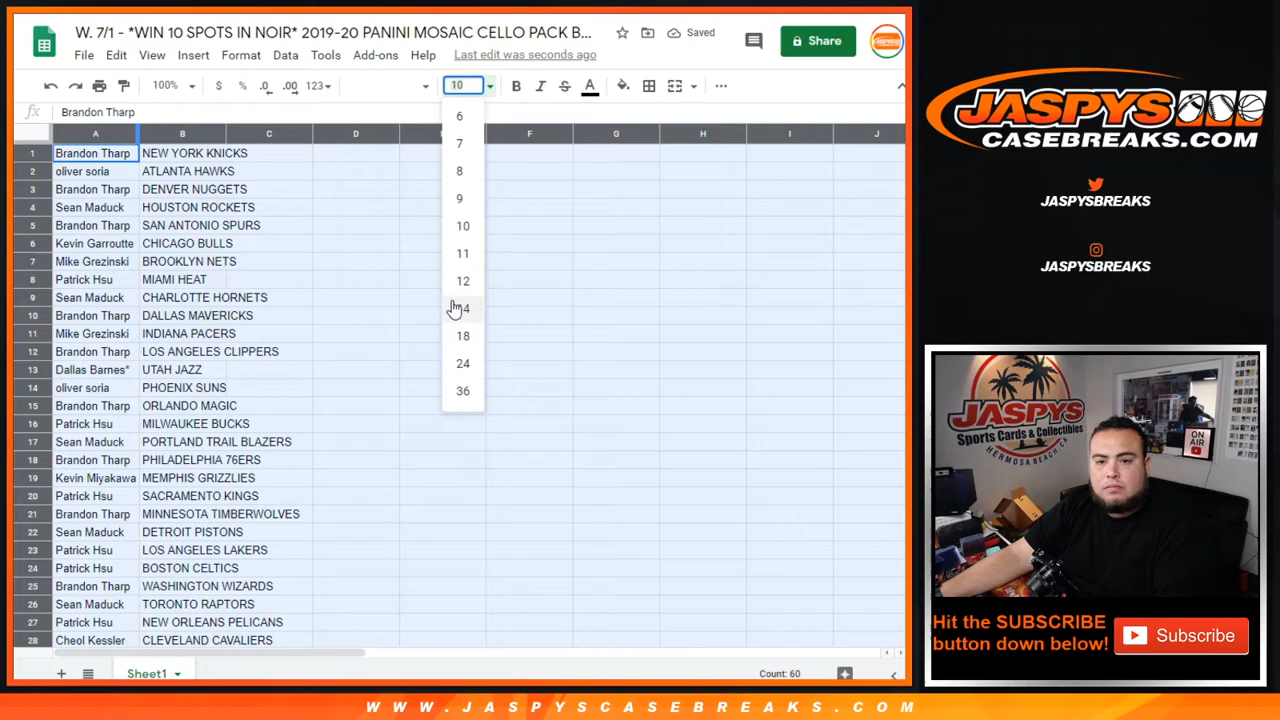 W. 7/1 - *WIN 10 SPOTS IN NOIR* 2019-20 PANINI MOSAIC CELLO PACK B...
Saved
Share
File Edit View Insert Format Data Tools Add-ons Help Last edit was seconds ago
100% $ % .0 .00 123 10 B I S A
fx Brandon Tharp
A B C D F G H I J
1 Brandon Tharp NEW YORK KNICKS
2 oliver soria ATLANTA HAWKS
3 Brandon Tharp DENVER NUGGETS
4 Sean Maduck HOUSTON ROCKETS
5 Brandon Tharp SAN ANTONIO SPURS
6 Kevin Garroutte CHICAGO BULLS
7 Mike Grezinski BROOKLYN NETS
8 Patrick Hsu MIAMI HEAT
9 Sean Maduck CHARLOTTE HORNETS
10 Brandon Tharp DALLAS MAVERICKS
11 Mike Grezinski INDIANA PACERS
12 Brandon Tharp LOS ANGELES CLIPPERS
13 Dallas Barnes* UTAH JAZZ
14 oliver soria PHOENIX SUNS
15 Brandon Tharp ORLANDO MAGIC
16 Patrick Hsu MILWAUKEE BUCKS
17 Sean Maduck PORTLAND TRAIL BLAZERS
18 Brandon Tharp PHILADELPHIA 76ERS
19 Kevin Miyakawa MEMPHIS GRIZZLIES
20 Patrick Hsu SACRAMENTO KINGS
21 Brandon Tharp MINNESOTA TIMBERWOLVES
22 Sean Maduck DETROIT PISTONS
23 Patrick Hsu LOS ANGELES LAKERS
24 Patrick Hsu BOSTON CELTICS
25 Brandon Tharp WASHINGTON WIZARDS
26 Sean Maduck TORONTO RAPTORS
27 Patrick Hsu NEW ORLEANS PELICANS
28 Cheol Kessler CLEVELAND CAVALIERS
6
7
8
9
10
11
12
18
24
36
Sheet1
Count: 60
JASPYS
CASEBREAKS.COM
JASPYSBREAKS
JASPYSBREAKS
JASPYS
Sports Cards & Collectibles
HERMOSA BEACH, CA
ON AIR
Hit the SUBSCRIBE
button down below!
Subscribe
WWW.JASPYSCASEBREAKS.COM